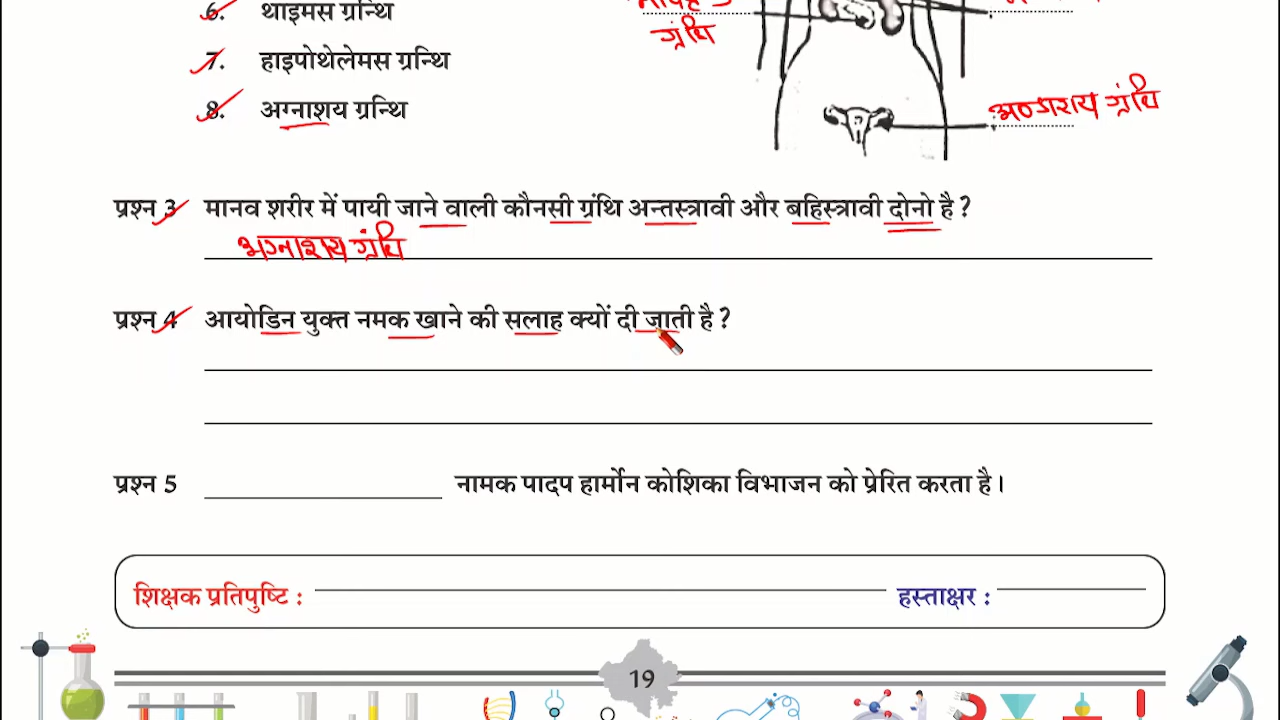 6. थाइमस ग्रन्थि
ग्रंथि
7. हाइपोथेलेमस ग्रन्थि
8. अग्नाशय ग्रन्थि
अण्डाशय ग्रंथि
प्रश्न 3 मानव शरीर में पायी जाने वाली कौनसी ग्रंथि अन्तस्त्रावी और बहिस्त्रावी दोनो है ?
अग्नाशय ग्रंथि
प्रश्न 4 आयोडिन युक्त नमक खाने की सलाह क्यों दी जाती है ?
प्रश्न 5 नामक पादप हार्मोन कोशिका विभाजन को प्रेरित करता है।
शिक्षक प्रतिपुष्टि : हस्ताक्षर :
19